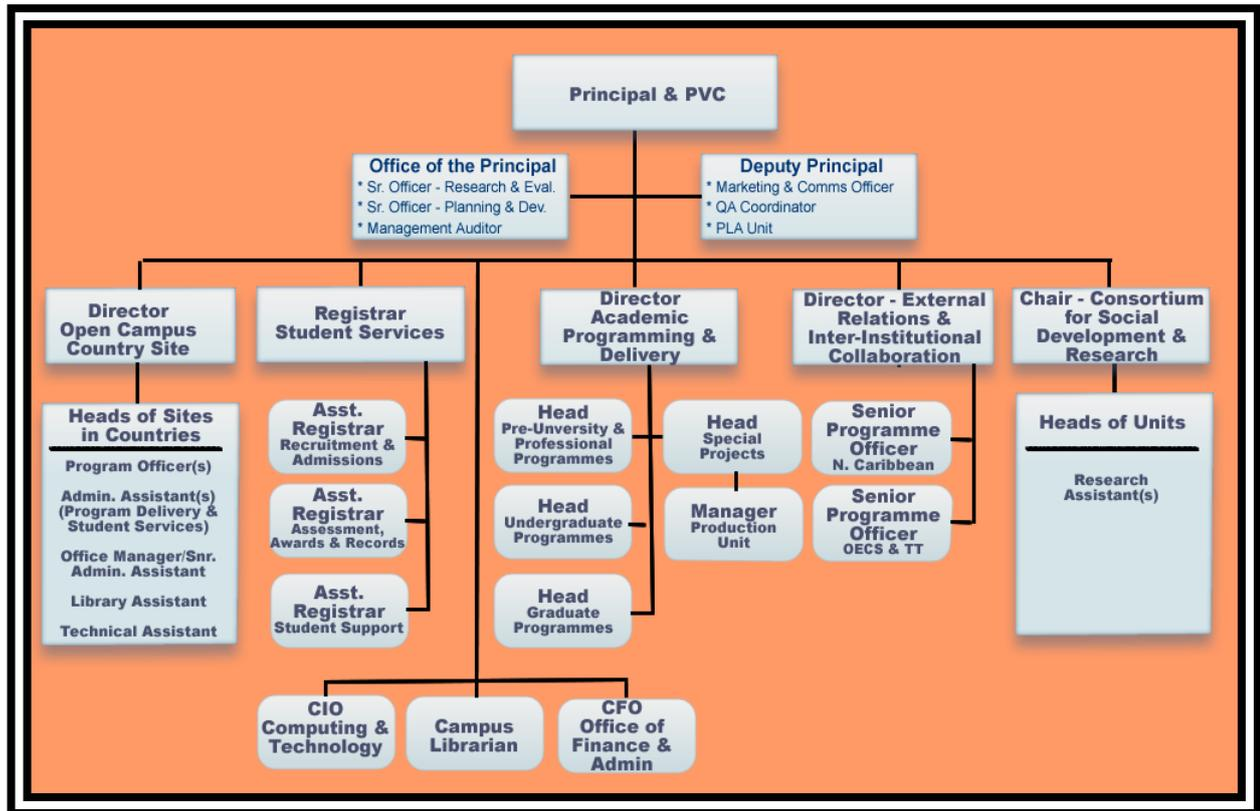 Principal & PVC
Office of the Principal
* Sr. Officer - Research & Eval.
* Sr. Officer - Planning & Dev.
* Management Auditor
Deputy Principal
* Marketing & Comms Officer
* QA Coordinator
* PLA Unit
Director
Open Campus
Country Site
Registrar
Student Services
Director
Academic
Programming &
Delivery
Director - External
Relations &
Inter-Institutional
Collaboration
Chair - Consortium
for Social
Development &
Research
Heads of Sites
in Countries
Program Officer(s)
Admin. Assistant(s)
(Program Delivery &
Student Services)
Office Manager/Snr.
Admin. Assistant
Library Assistant
Technical Assistant
Asst.
Registrar
Recruitment &
Admissions
Asst.
Registrar
Assessment,
Awards & Records
Asst.
Registrar
Student Support
Head
Pre-Unversity &
Professional
Programmes
Head
Undergraduate
Programmes
Head
Graduate
Programmes
Head
Special
Projects
Manager
Production
Unit
Senior
Programme
Officer
N. Caribbean
Senior
Programme
Officer
OECS & TT
Heads of Units
Research
Assistant(s)
CIO
Computing &
Technology
Campus
Librarian
CFO
Office of
Finance &
Admin